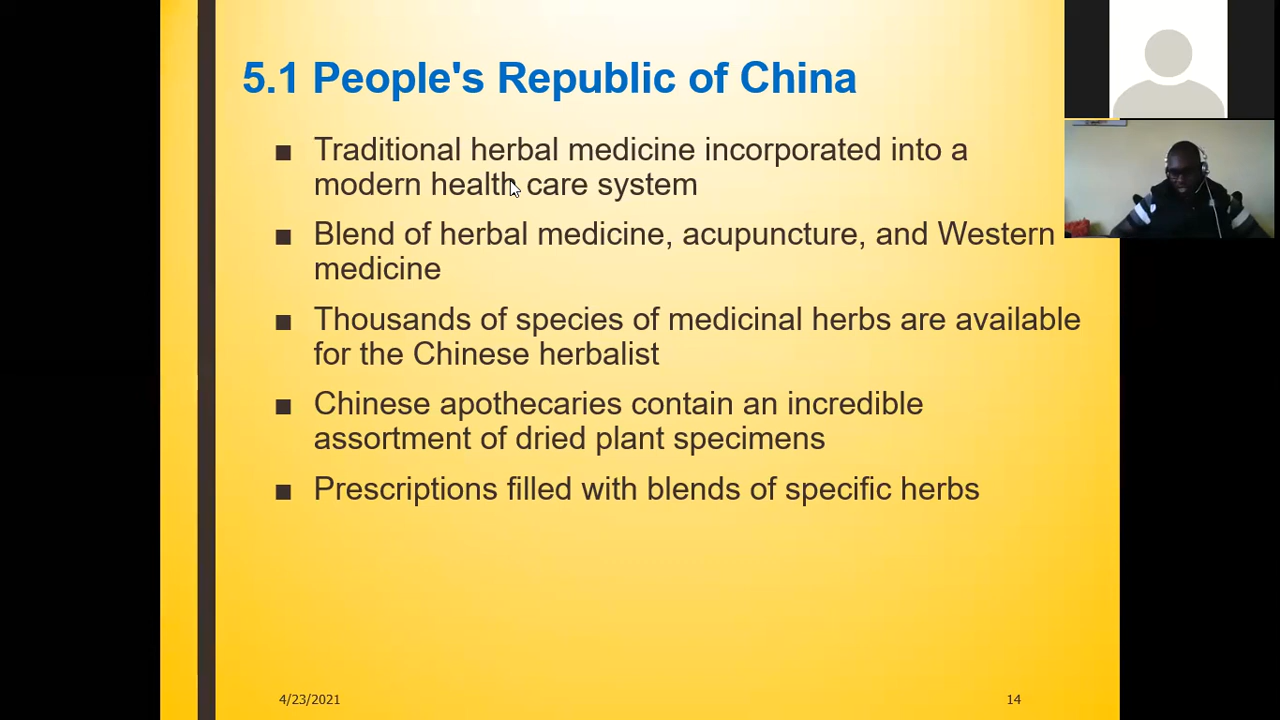 5.1 People's Republic of China
■ Traditional herbal medicine incorporated into a
modern health care system
■ Blend of herbal medicine, acupuncture, and Western
medicine
■ Thousands of species of medicinal herbs are available
for the Chinese herbalist
■ Chinese apothecaries contain an incredible
assortment of dried plant specimens
■ Prescriptions filled with blends of specific herbs
4/23/2021
14